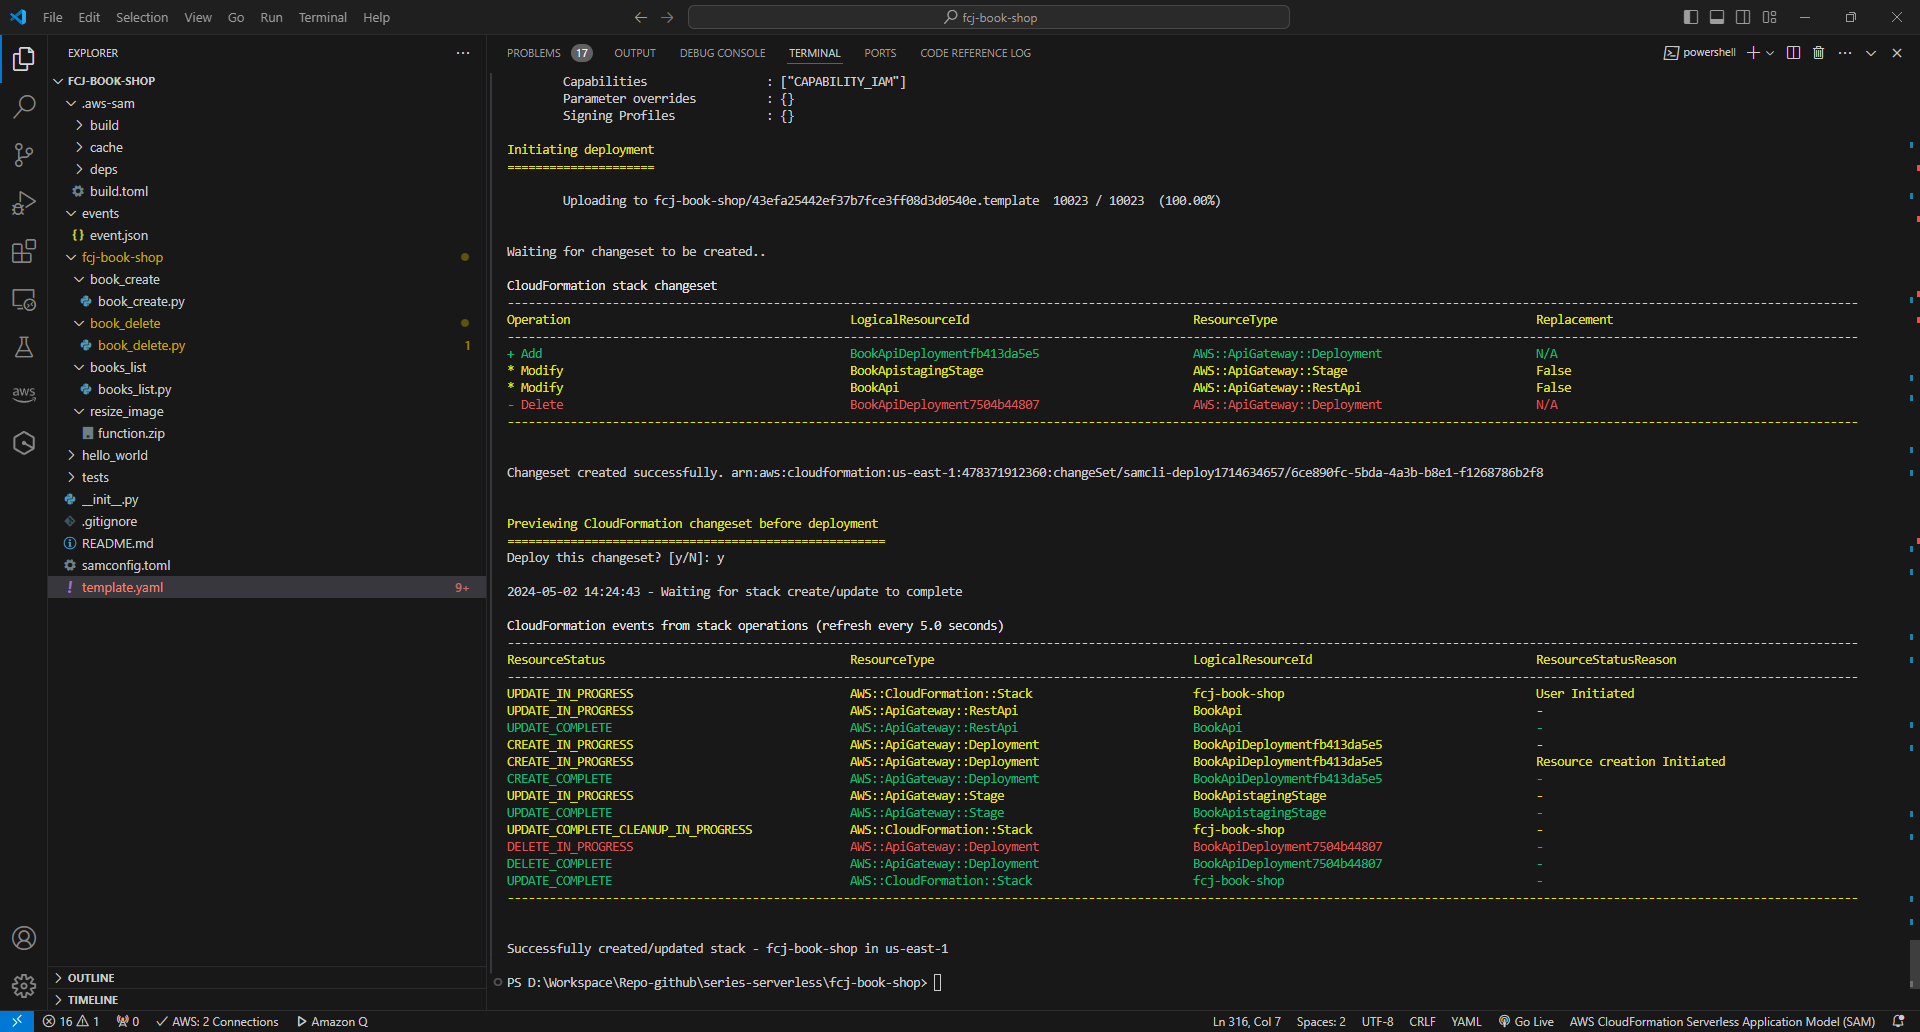 File Edit Selection View Go Run Terminal Help
fcj-book-shop
EXPLORER
FCJ-BOOK-SHOP
.aws-sam
build
cache
deps
build.toml
events
{} event.json
fcj-book-shop
book_create
book_create.py
book_delete
book_delete.py 1
books_list
books_list.py
resize_image
function.zip
hello_world
tests
__init__.py
.gitignore
README.md
samconfig.toml
! template.yaml 9+
OUTLINE
TIMELINE
aws
PROBLEMS 17 OUTPUT DEBUG CONSOLE TERMINAL PORTS CODE REFERENCE LOG
powershell
Capabilities : ["CAPABILITY_IAM"]
Parameter overrides : {}
Signing Profiles : {}
Initiating deployment
=====================
Uploading to fcj-book-shop/43efa25442ef37b7fce3ff08d3d0540e.template 10023 / 10023 (100.00%)
Waiting for changeset to be created..
CloudFormation stack changeset
Operation LogicalResourceId ResourceType Replacement
+ Add BookApiDeploymentfb413da5e5 AWS::ApiGateway::Deployment N/A
* Modify BookApistagingStage AWS::ApiGateway::Stage False
* Modify BookApi AWS::ApiGateway::RestApi False
- Delete BookApiDeployment7504b44807 AWS::ApiGateway::Deployment N/A
Changeset created successfully. arn:aws:cloudformation:us-east-1:478371912360:changeSet/samcli-deploy1714634657/6ce890fc-5bda-4a3b-b8e1-f1268786b2f8
Previewing CloudFormation changeset before deployment
======================================================
Deploy this changeset? [y/N]: y
2024-05-02 14:24:43 - Waiting for stack create/update to complete
CloudFormation events from stack operations (refresh every 5.0 seconds)
ResourceStatus ResourceType LogicalResourceId ResourceStatusReason
UPDATE_IN_PROGRESS AWS::CloudFormation::Stack fcj-book-shop User Initiated
UPDATE_IN_PROGRESS AWS::ApiGateway::RestApi BookApi -
UPDATE_COMPLETE AWS::ApiGateway::RestApi BookApi -
CREATE_IN_PROGRESS AWS::ApiGateway::Deployment BookApiDeploymentfb413da5e5 -
CREATE_IN_PROGRESS AWS::ApiGateway::Deployment BookApiDeploymentfb413da5e5 Resource creation Initiated
CREATE_COMPLETE AWS::ApiGateway::Deployment BookApiDeploymentfb413da5e5 -
UPDATE_IN_PROGRESS AWS::ApiGateway::Stage BookApistagingStage -
UPDATE_COMPLETE AWS::ApiGateway::Stage BookApistagingStage -
UPDATE_COMPLETE_CLEANUP_IN_PROGRESS AWS::CloudFormation::Stack fcj-book-shop -
DELETE_IN_PROGRESS AWS::ApiGateway::Deployment BookApiDeployment7504b44807 -
DELETE_COMPLETE AWS::ApiGateway::Deployment BookApiDeployment7504b44807 -
UPDATE_COMPLETE AWS::CloudFormation::Stack fcj-book-shop -
Successfully created/updated stack - fcj-book-shop in us-east-1
PS D:\Workspace\Repo-github\series-serverless\fcj-book-shop>
16 1 0 AWS: 2 Connections Amazon Q Ln 316, Col 7 Spaces: 2 UTF-8 CRLF YAML Go Live AWS CloudFormation Serverless Application Model (SAM)